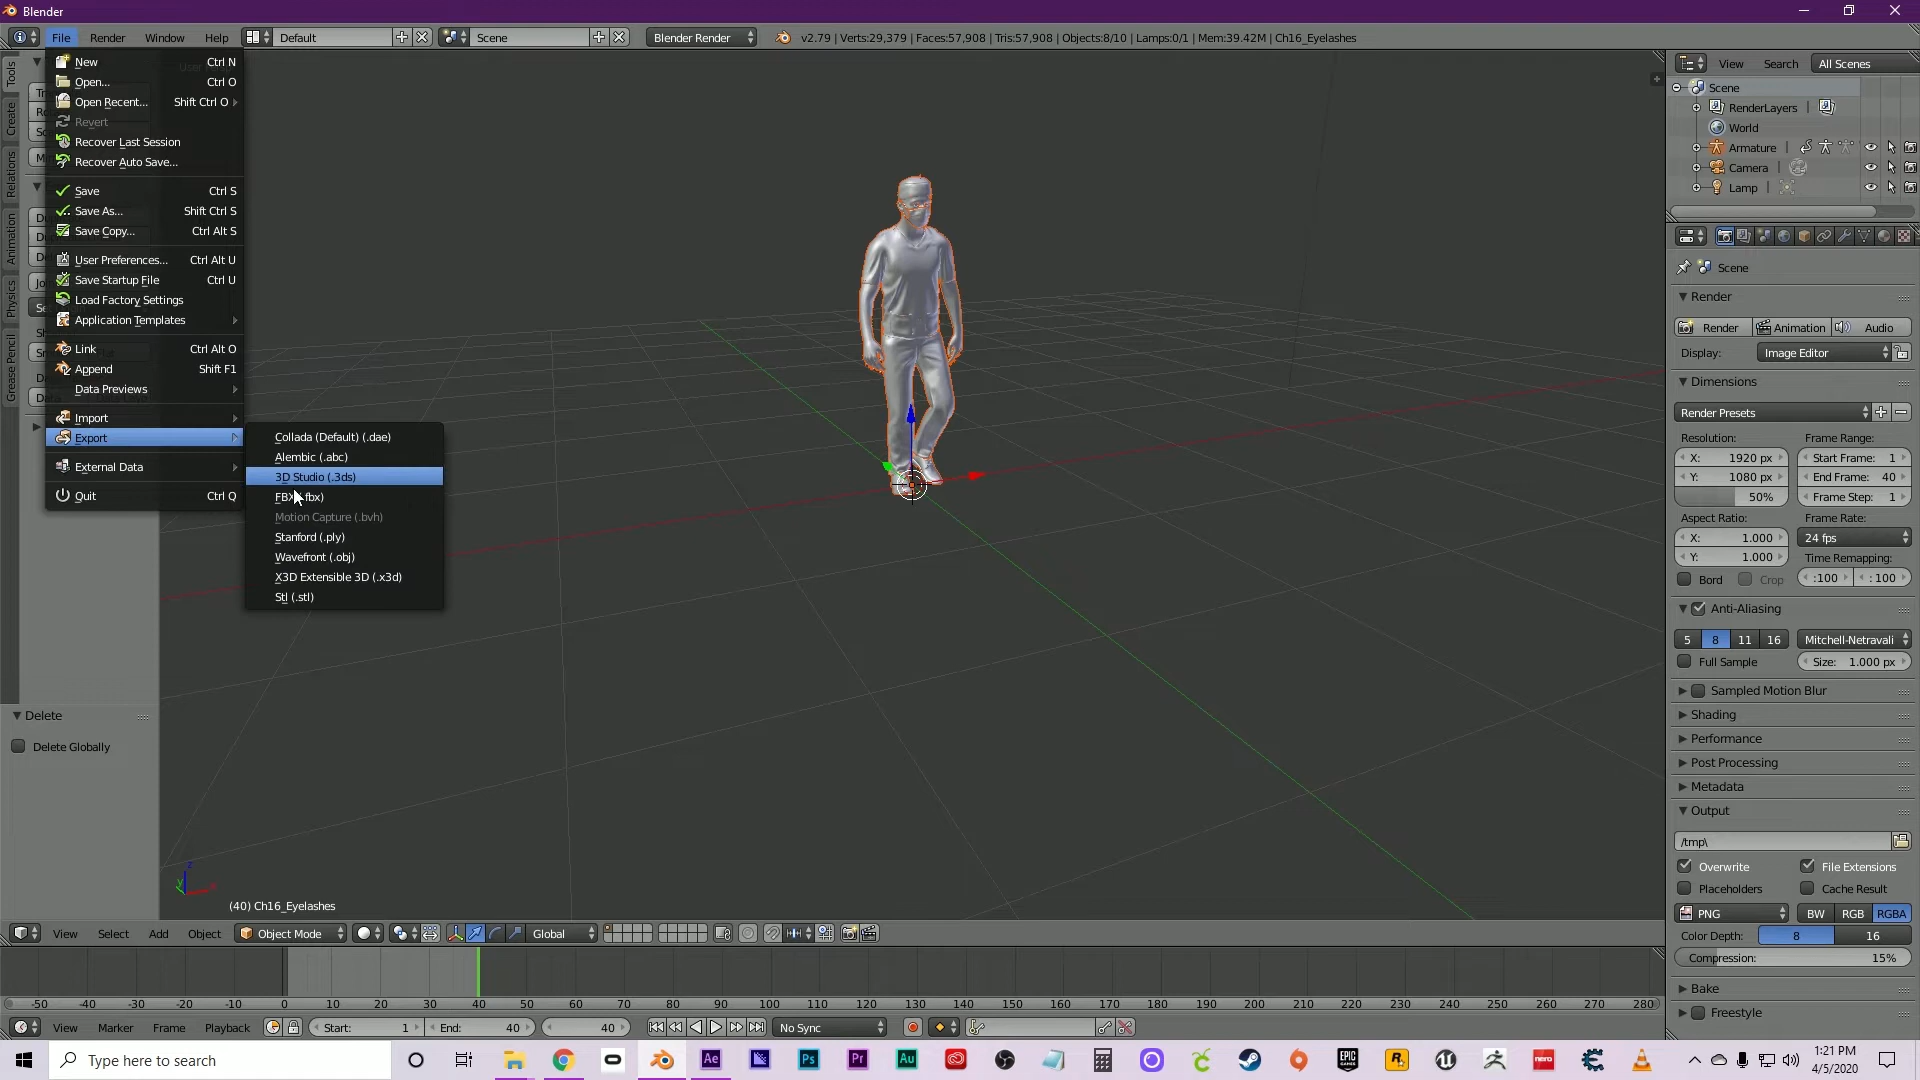 Blender
File Render Window Help Default Scene Blender Render v2.79 | Verts:29,379 | Faces:57,908 | Tris:57,908 | Objects:8/10 | Lamps:0/1 | Mem:39.42M | Ch16_Eyelashes
New Ctrl N
Open... Ctrl O
Open Recent... Shift Ctrl O
Revert
Recover Last Session
Recover Auto Save...
Save Ctrl S
Save As... Shift Ctrl S
Save Copy... Ctrl Alt S
User Preferences... Ctrl Alt U
Save Startup File Ctrl U
Load Factory Settings
Application Templates
Link Ctrl Alt O
Append Shift F1
Data Previews
Import
Export
External Data
Quit Ctrl Q
Collada (Default) (.dae)
Alembic (.abc)
3D Studio (.3ds)
Motion Capture (.bvh)
Stanford (.ply)
Wavefront (.obj)
X3D Extensible 3D (.x3d)
Stl (.stl)
Tools
Create
Relations
Animation
Physics
Grease Pencil
Delete
Delete Globally
(40) Ch16_Eyelashes
View Select Add Object Object Mode Global
-50 -40 -30 -20 -10 0 10 20 30 40 50 60 70 80 90 100 110 120 130 140 150 160 170 180 190 200 210 220 230 240 250 260 270 280
View Marker Frame Playback Start: 1 End: 40 40 No Sync
View Search All Scenes
Scene
RenderLayers
World
Armature
Camera
Lamp
Scene
Render
Render Animation Audio
Display: Image Editor
Dimensions
Render Presets
Resolution: Frame Range:
X: 1920 px Start Frame: 1
Y: 1080 px End Frame: 40
50% Frame Step: 1
Aspect Ratio: Frame Rate:
X: 1.000 24 fps
Y: 1.000 Time Remapping:
Bord Crop :100 : 100
Anti-Aliasing
5 8 11 16 Mitchell-Netravali
Full Sample Size: 1.000 px
Sampled Motion Blur
Shading
Performance
Post Processing
Metadata
Output
/tmp\
Overwrite File Extensions
Placeholders Cache Result
PNG BW RGB RGBA
Color Depth: 8 16
Compression: 15%
Bake
Freestyle
Type here to search
Ae Ps Pr Au EPIC GAMES R nero
1:21 PM
4/5/2020